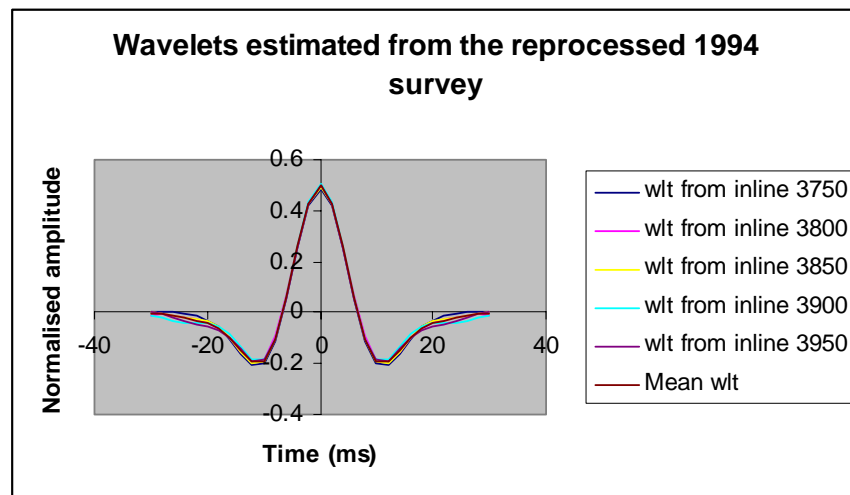 Wavelets estimated from the reprocessed 1994
survey
Normalised amplitude
0.6
0.4
0.2
0
-0.2
-0.4
-40
-20
0
20
40
Time (ms)
wlt from inline 3750
wlt from inline 3800
wlt from inline 3850
wlt from inline 3900
wlt from inline 3950
Mean wlt